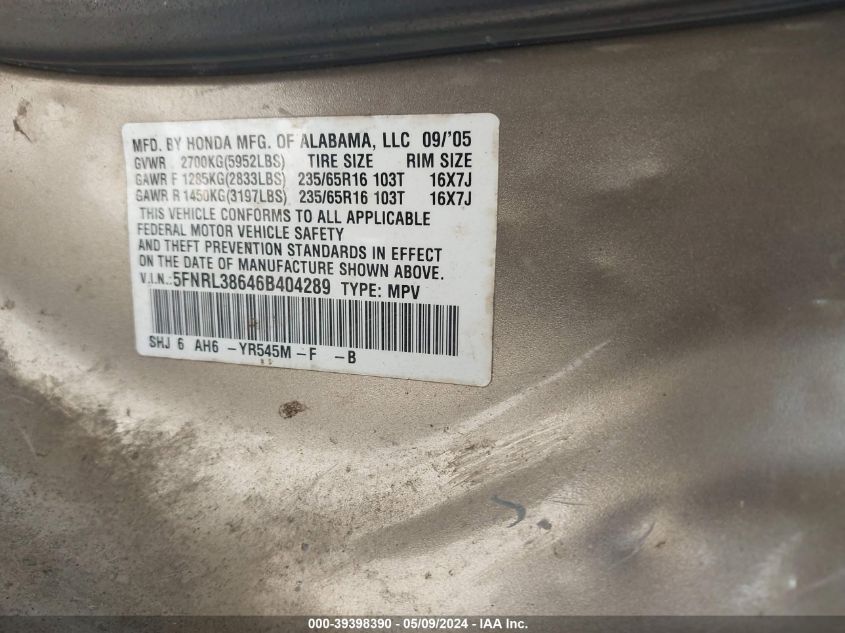 MFD. BY HONDA MFG. OF ALABAMA, LLC 09/'05
GVWR 2700KG(5952LBS) TIRE SIZE RIM SIZE
GAWR F 1285KG(2833LBS) 235/65R16 103T 16X7J
GAWR R 1450KG(3197LBS) 235/65R16 103T 16X7J
THIS VEHICLE CONFORMS TO ALL APPLICABLE
FEDERAL MOTOR VEHICLE SAFETY
AND THEFT PREVENTION STANDARDS IN EFFECT
ON THE DATE OF MANUFACTURE SHOWN ABOVE.
V.I.N.: 5FNRL38646B404289 TYPE: MPV
SHJ 6 AH6 -YR545M - F -B
000-39398390 - 05/09/2024 - IAA Inc.